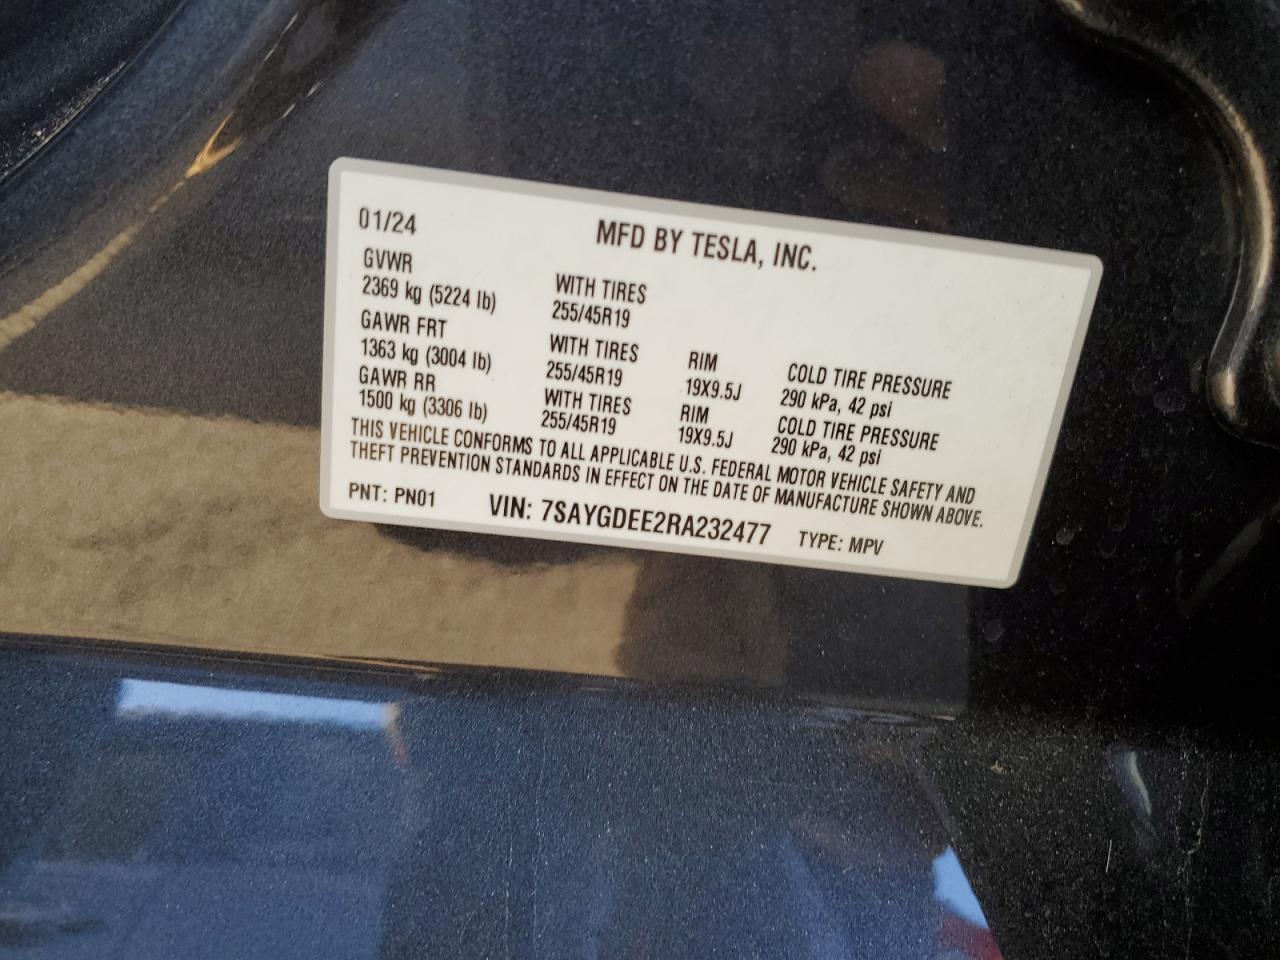 01/24 MFD BY TESLA, INC.
GVWR
2369 kg (5224 lb) WITH TIRES
255/45R19
GAWR FRT
1363 kg (3004 lb) WITH TIRES RIM COLD TIRE PRESSURE
255/45R19 19X9.5J 290 kPa, 42 psi
GAWR RR
1500 kg (3306 lb) WITH TIRES RIM COLD TIRE PRESSURE
255/45R19 19X9.5J 290 kPa, 42 psi
THIS VEHICLE CONFORMS TO ALL APPLICABLE U.S. FEDERAL MOTOR VEHICLE SAFETY AND
THEFT PREVENTION STANDARDS IN EFFECT ON THE DATE OF MANUFACTURE SHOWN ABOVE.
PNT: PN01 VIN: 7SAYGDEE2RA232477 TYPE: MPV